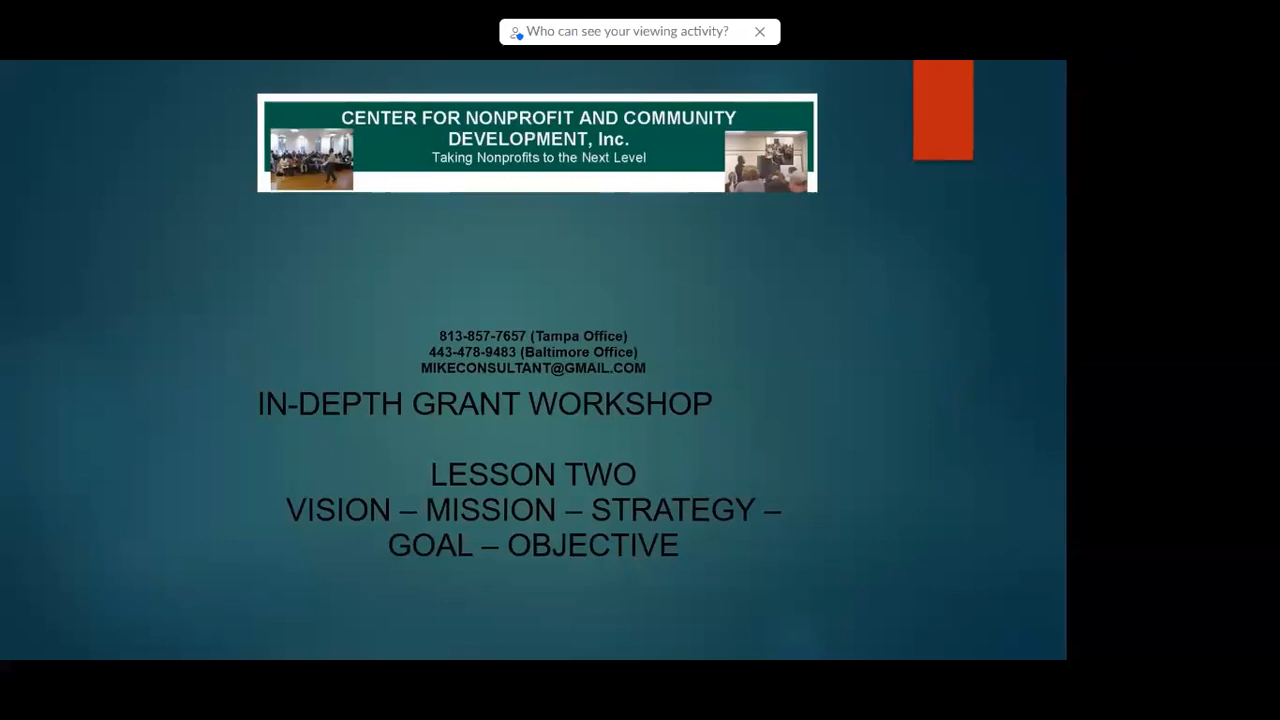 Who can see your viewing activity?
CENTER FOR NONPROFIT AND COMMUNITY
DEVELOPMENT, Inc.
Taking Nonprofits to the Next Level
813-857-7657 (Tampa Office)
443-478-9483 (Baltimore Office)
MIKECONSULTANT@GMAIL.COM
IN-DEPTH GRANT WORKSHOP
LESSON TWO
VISION – MISSION – STRATEGY –
GOAL – OBJECTIVE